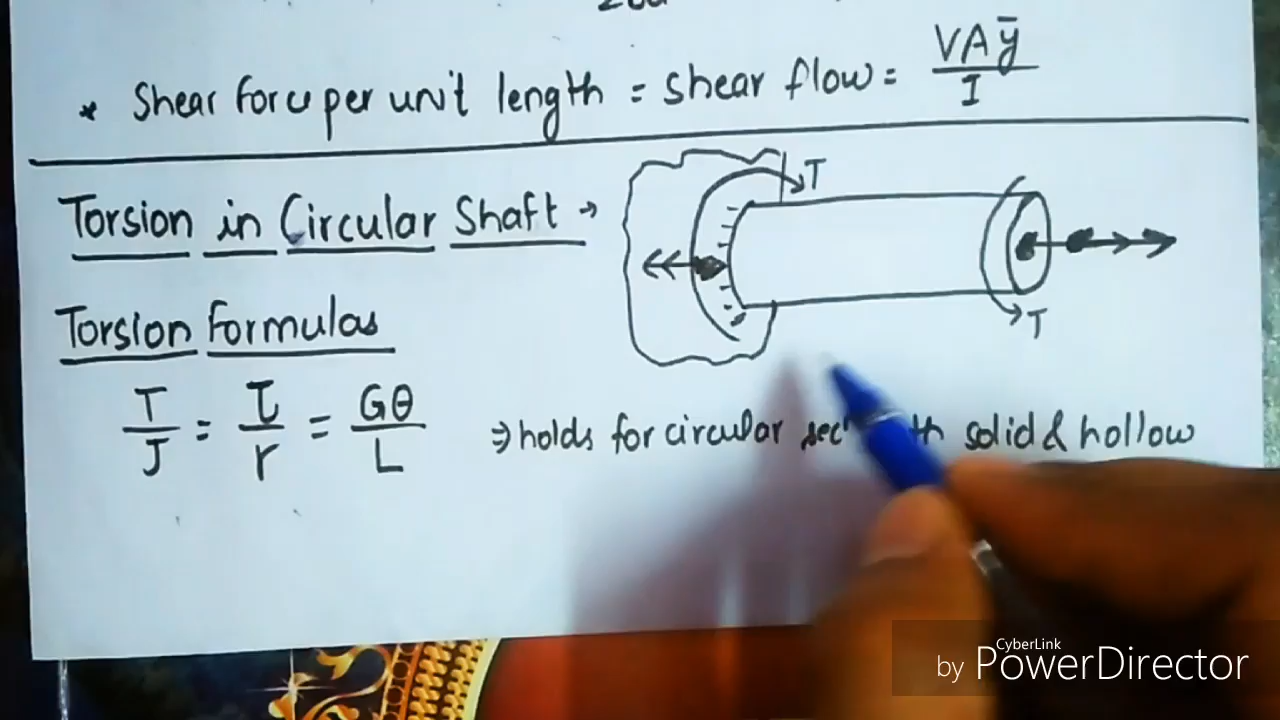 * Shear force per unit length = shear flow = VAȳ/I
Torsion in Circular Shaft →
T
T
Torsion Formulas
T/J = τ/r = Gθ/L
⇒ holds for circular solid & hollow
CyberLink
by PowerDirector